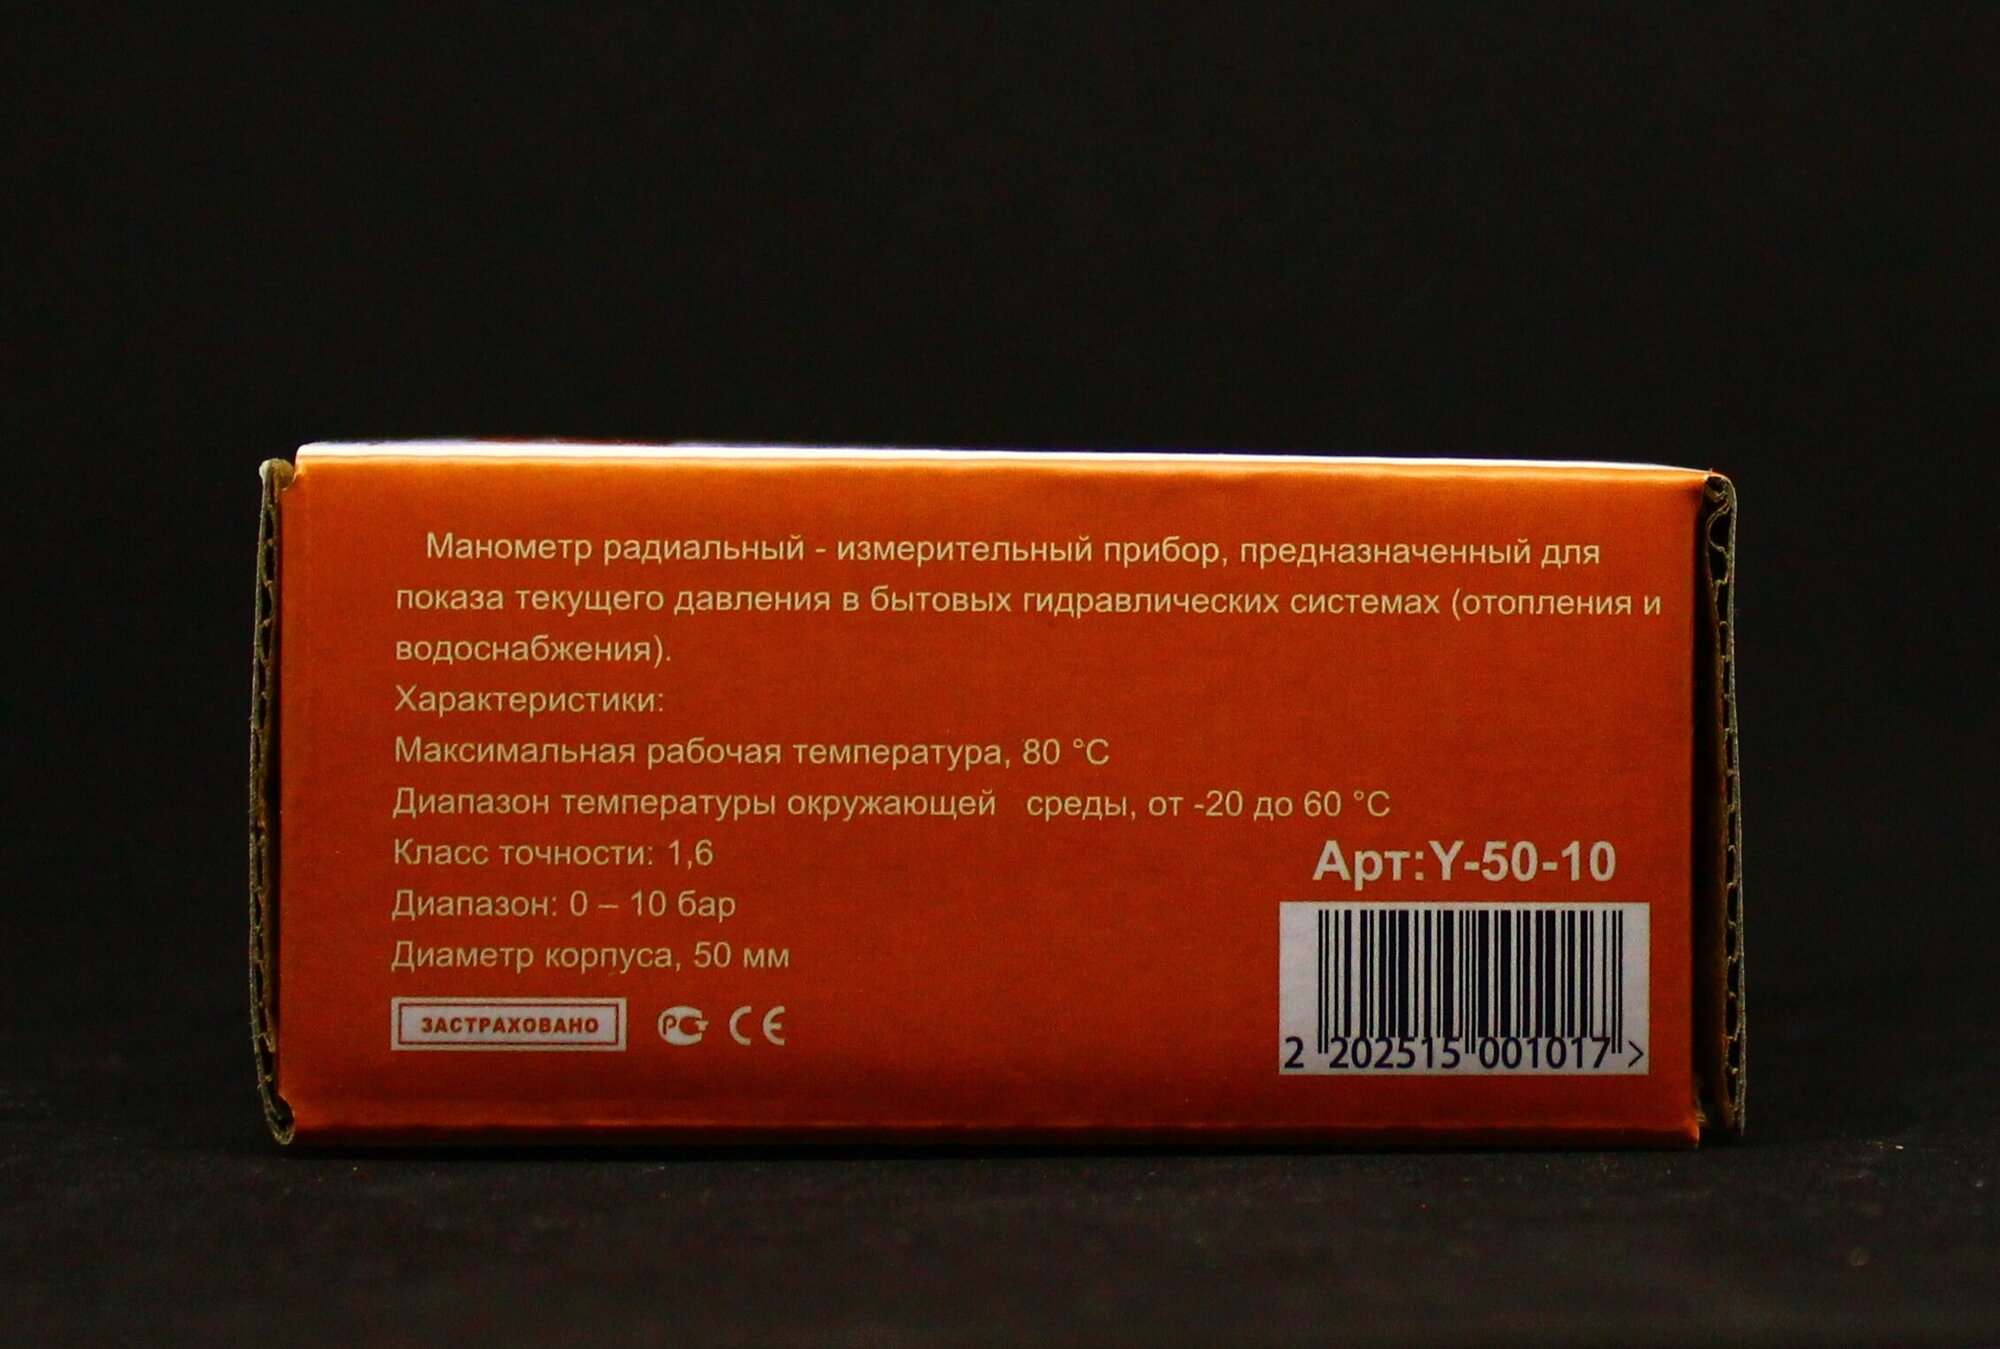 Манометр радиальный - измерительный прибор, предназначенный для
показа текущего давления в бытовых гидравлических системах (отопления и
водоснабжения).
Характеристики:
Максимальная рабочая температура, 80 °С
Диапазон температуры окружающей среды, от -20 до 60 °С
Класс точности: 1,6
Диапазон: 0 – 10 бар
Диаметр корпуса, 50 мм
Арт:Y-50-10
ЗАСТРАХОВАНО РСТ CE
2 202515 001017 >